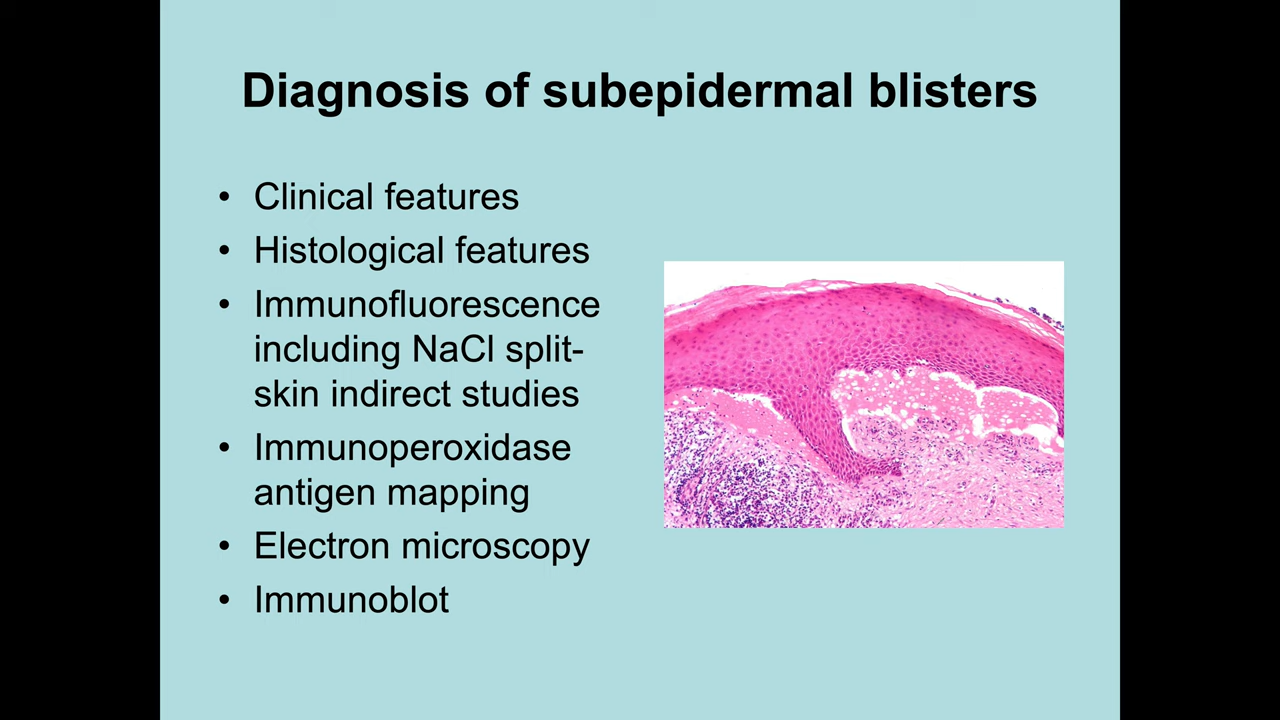 Diagnosis of subepidermal blisters
• Clinical features
• Histological features
• Immunofluorescence
including NaCl split-
skin indirect studies
• Immunoperoxidase
antigen mapping
• Electron microscopy
• Immunoblot